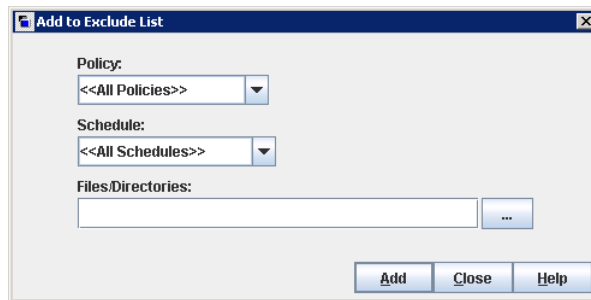 Add to Exclude List
Policy:
<<All Policies>>
Schedule:
<<All Schedules>>
Files/Directories:
...
Add Close Help